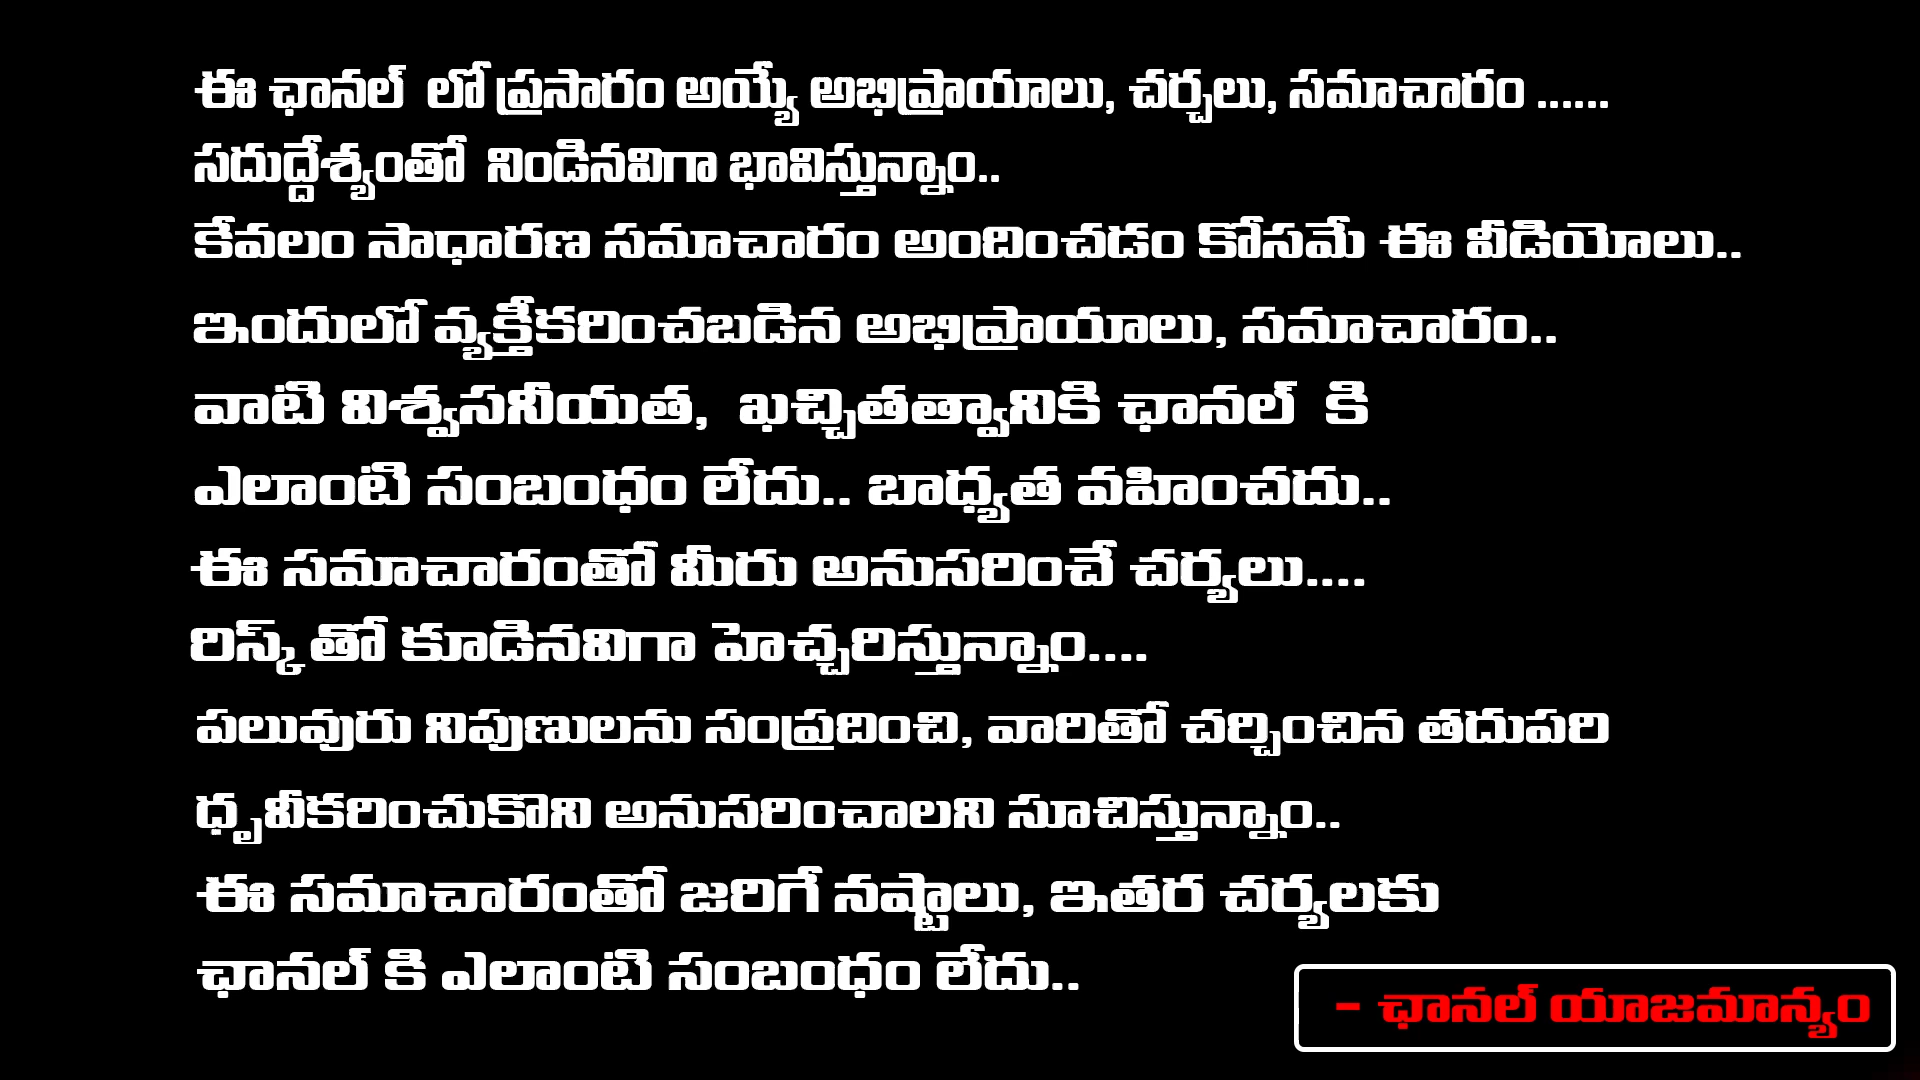 ఈ ఛానల్ లో ప్రసారం అయ్యే అభిప్రాయాలు, చర్చలు, సమాచారం ......
సదుద్దేశ్యంతో నిండినవిగా భావిస్తున్నాం..
కేవలం సాధారణ సమాచారం అందించడం కోసమే ఈ వీడియోలు..
ఇందులో వ్యక్తీకరించబడిన అభిప్రాయాలు, సమాచారం..
వాటి విశ్వసనీయత, ఖచ్చితత్వానికి ఛానల్ కి
ఎలాంటి సంబంధం లేదు.. బాధ్యత వహించదు..
ఈ సమాచారంతో మీరు అనుసరించే చర్యలు....
రిస్క్ తో కూడినవిగా హెచ్చరిస్తున్నాం....
పలువురు నిపుణులను సంప్రదించి, వారితో చర్చించిన తదుపరి
ధృవీకరించుకొని అనుసరించాలని సూచిస్తున్నాం..
ఈ సమాచారంతో జరిగే నష్టాలు, ఇతర చర్యలకు
ఛానల్ కి ఎలాంటి సంబంధం లేదు..
- ఛానల్ యాజమాన్యం